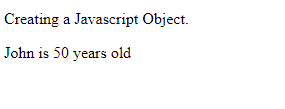 Creating a Javascript Object.
John is 50 years old